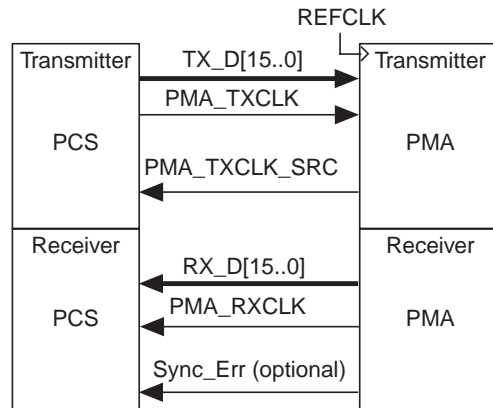 REFCLK
Transmitter
TX_D[15..0]
Transmitter
PMA_TXCLK
PCS
PMA
PMA_TXCLK_SRC
Receiver
Receiver
RX_D[15..0]
PCS
PMA_RXCLK
PMA
Sync_Err (optional)